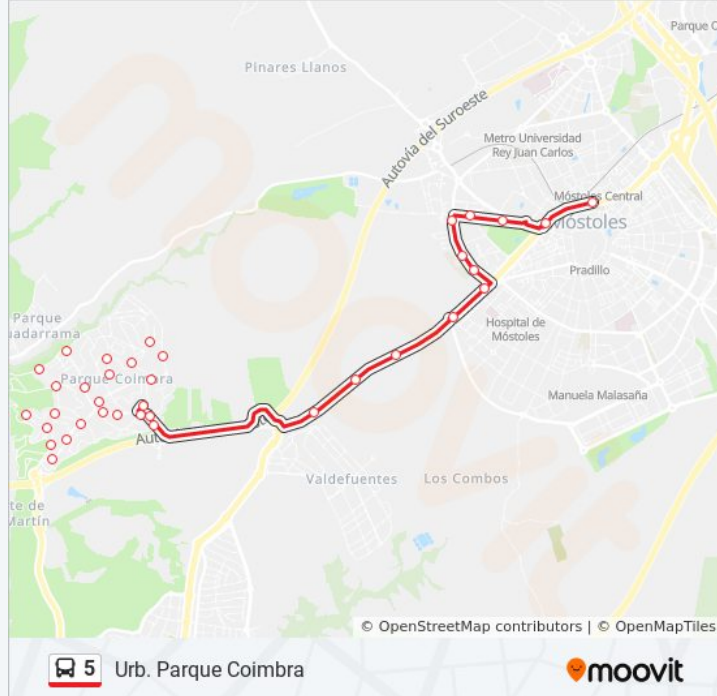 Parque C
Pinares Llanos
Autovía del Suroeste
Metro Universidad
Rey Juan Carlos
Móstoles Central
Móstoles
Pradillo
Parque
uadarrama
Hospital de
Móstoles
Parque Coimbra
Manuela Malasaña
Auto
Valdefuentes
Los Combos
te de
Martín
moovit
© OpenStreetMap contributors | © OpenMapTiles
5 Urb. Parque Coimbra
moovit